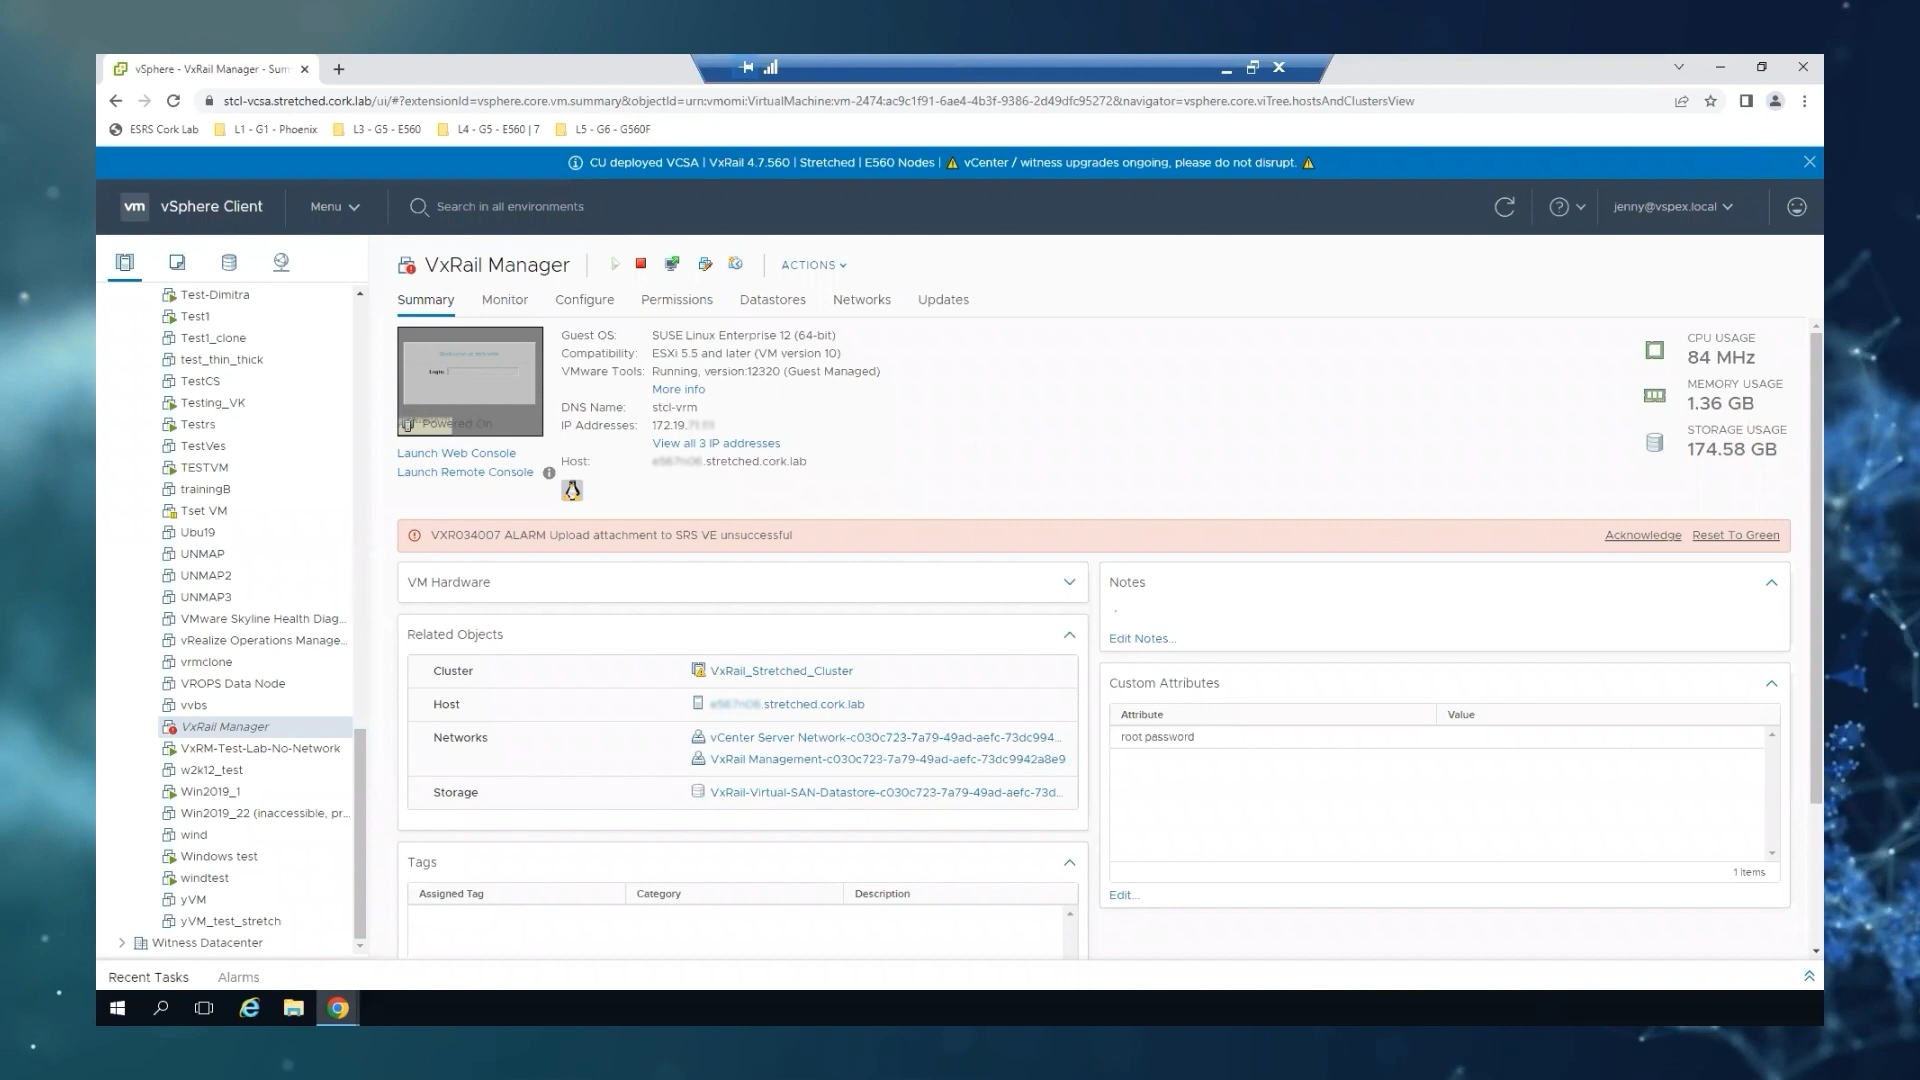 vSphere - VxRail Manager - Sum
stcl-vcsa.stretched.cork.lab/ui/#?extensionId=vsphere.core.vm.summary&objectId=urn:vmomi:VirtualMachine:vm-2474:ac9c1f91-6ae4-4b3f-9386-2d49dfc95272&navigator=vsphere.core.viTree.hostsAndClustersView
ESRS Cork Lab L1 - G1 - Phoenix L3 - G5 - E560 L4 - G5 - E560 | 7 L5 - G6 - G560F
CU deployed VCSA | VxRail 4.7.560 | Stretched | E560 Nodes | ⚠ vCenter / witness upgrades ongoing, please do not disrupt. ⚠
vm vSphere Client Menu Search in all environments jenny@vspex.local
Test-Dimitra
Test1
Test1_clone
test_thin_thick
TestCS
Testing_VK
Testrs
TestVes
TESTVM
trainingB
Tset VM
Ubu19
UNMAP
UNMAP2
UNMAP3
VMware Skyline Health Diag...
vRealize Operations Manage...
vrmclone
VROPS Data Node
vvbs
VxRail Manager
VxRM-Test-Lab-No-Network
w2k12_test
Win2019_1
Win2019_22 (inaccessible, pr...
wind
Windows test
windtest
yVM
yVM_test_stretch
Witness Datacenter
VxRail Manager ACTIONS
Summary Monitor Configure Permissions Datastores Networks Updates
Powered On
Launch Web Console
Launch Remote Console
Guest OS: SUSE Linux Enterprise 12 (64-bit)
Compatibility: ESXi 5.5 and later (VM version 10)
VMware Tools: Running, version:12320 (Guest Managed)
More info
DNS Name: stcl-vrm
IP Addresses: 172.19.
View all 3 IP addresses
Host: .stretched.cork.lab
CPU USAGE
84 MHz
MEMORY USAGE
1.36 GB
STORAGE USAGE
174.58 GB
VXR034007 ALARM Upload attachment to SRS VE unsuccessful Acknowledge Reset To Green
VM Hardware
Related Objects
Cluster VxRail_Stretched_Cluster
Host .stretched.cork.lab
Networks vCenter Server Network-c030c723-7a79-49ad-aefc-73dc994...
VxRail Management-c030c723-7a79-49ad-aefc-73dc9942a8e9
Storage VxRail-Virtual-SAN-Datastore-c030c723-7a79-49ad-aefc-73d...
Tags
Assigned Tag Category Description
Notes
.
Edit Notes...
Custom Attributes
Attribute Value
root password
1 items
Edit...
Recent Tasks Alarms